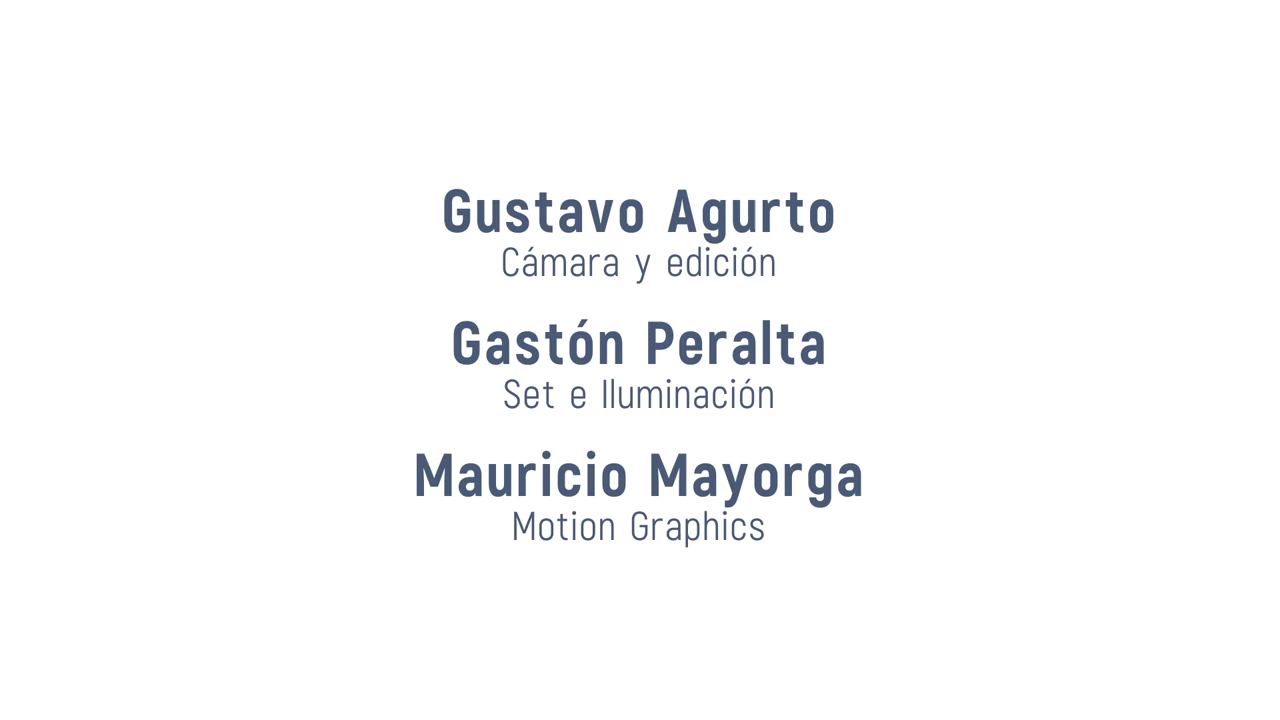 Gustavo Agurto
Cámara y edición
Gastón Peralta
Set e Iluminación
Mauricio Mayorga
Motion Graphics